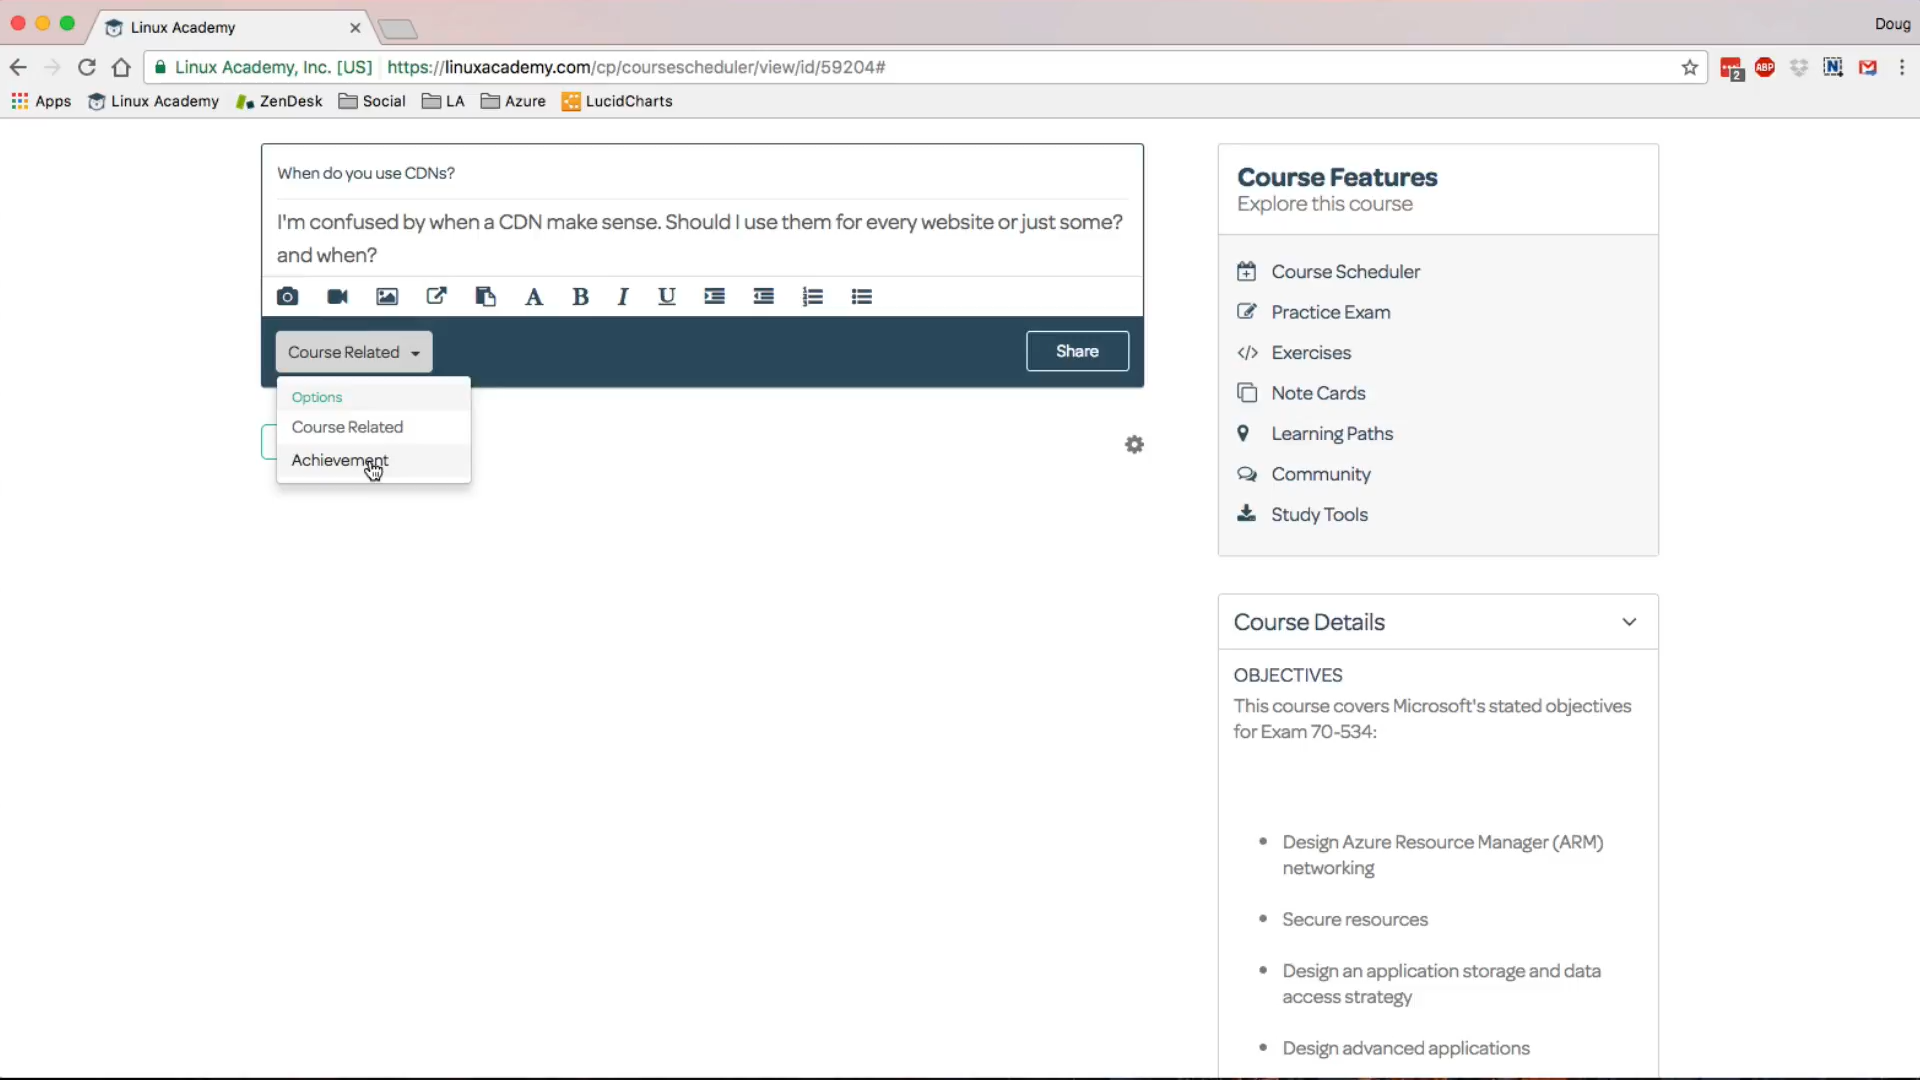 Linux Academy
Doug
Linux Academy, Inc. [US] https://linuxacademy.com/cp/coursescheduler/view/id/59204#
2 ABP N
Apps Linux Academy ZenDesk Social LA Azure LucidCharts
When do you use CDNs?
I'm confused by when a CDN make sense. Should I use them for every website or just some?
and when?
A B I U
Course Related
Share
Options
Course Related
Achievement
Course Features
Explore this course
Course Scheduler
Practice Exam
Exercises
Note Cards
Learning Paths
Community
Study Tools
Course Details
OBJECTIVES
This course covers Microsoft's stated objectives
for Exam 70-534:
Design Azure Resource Manager (ARM)
networking
Secure resources
Design an application storage and data
access strategy
Design advanced applications